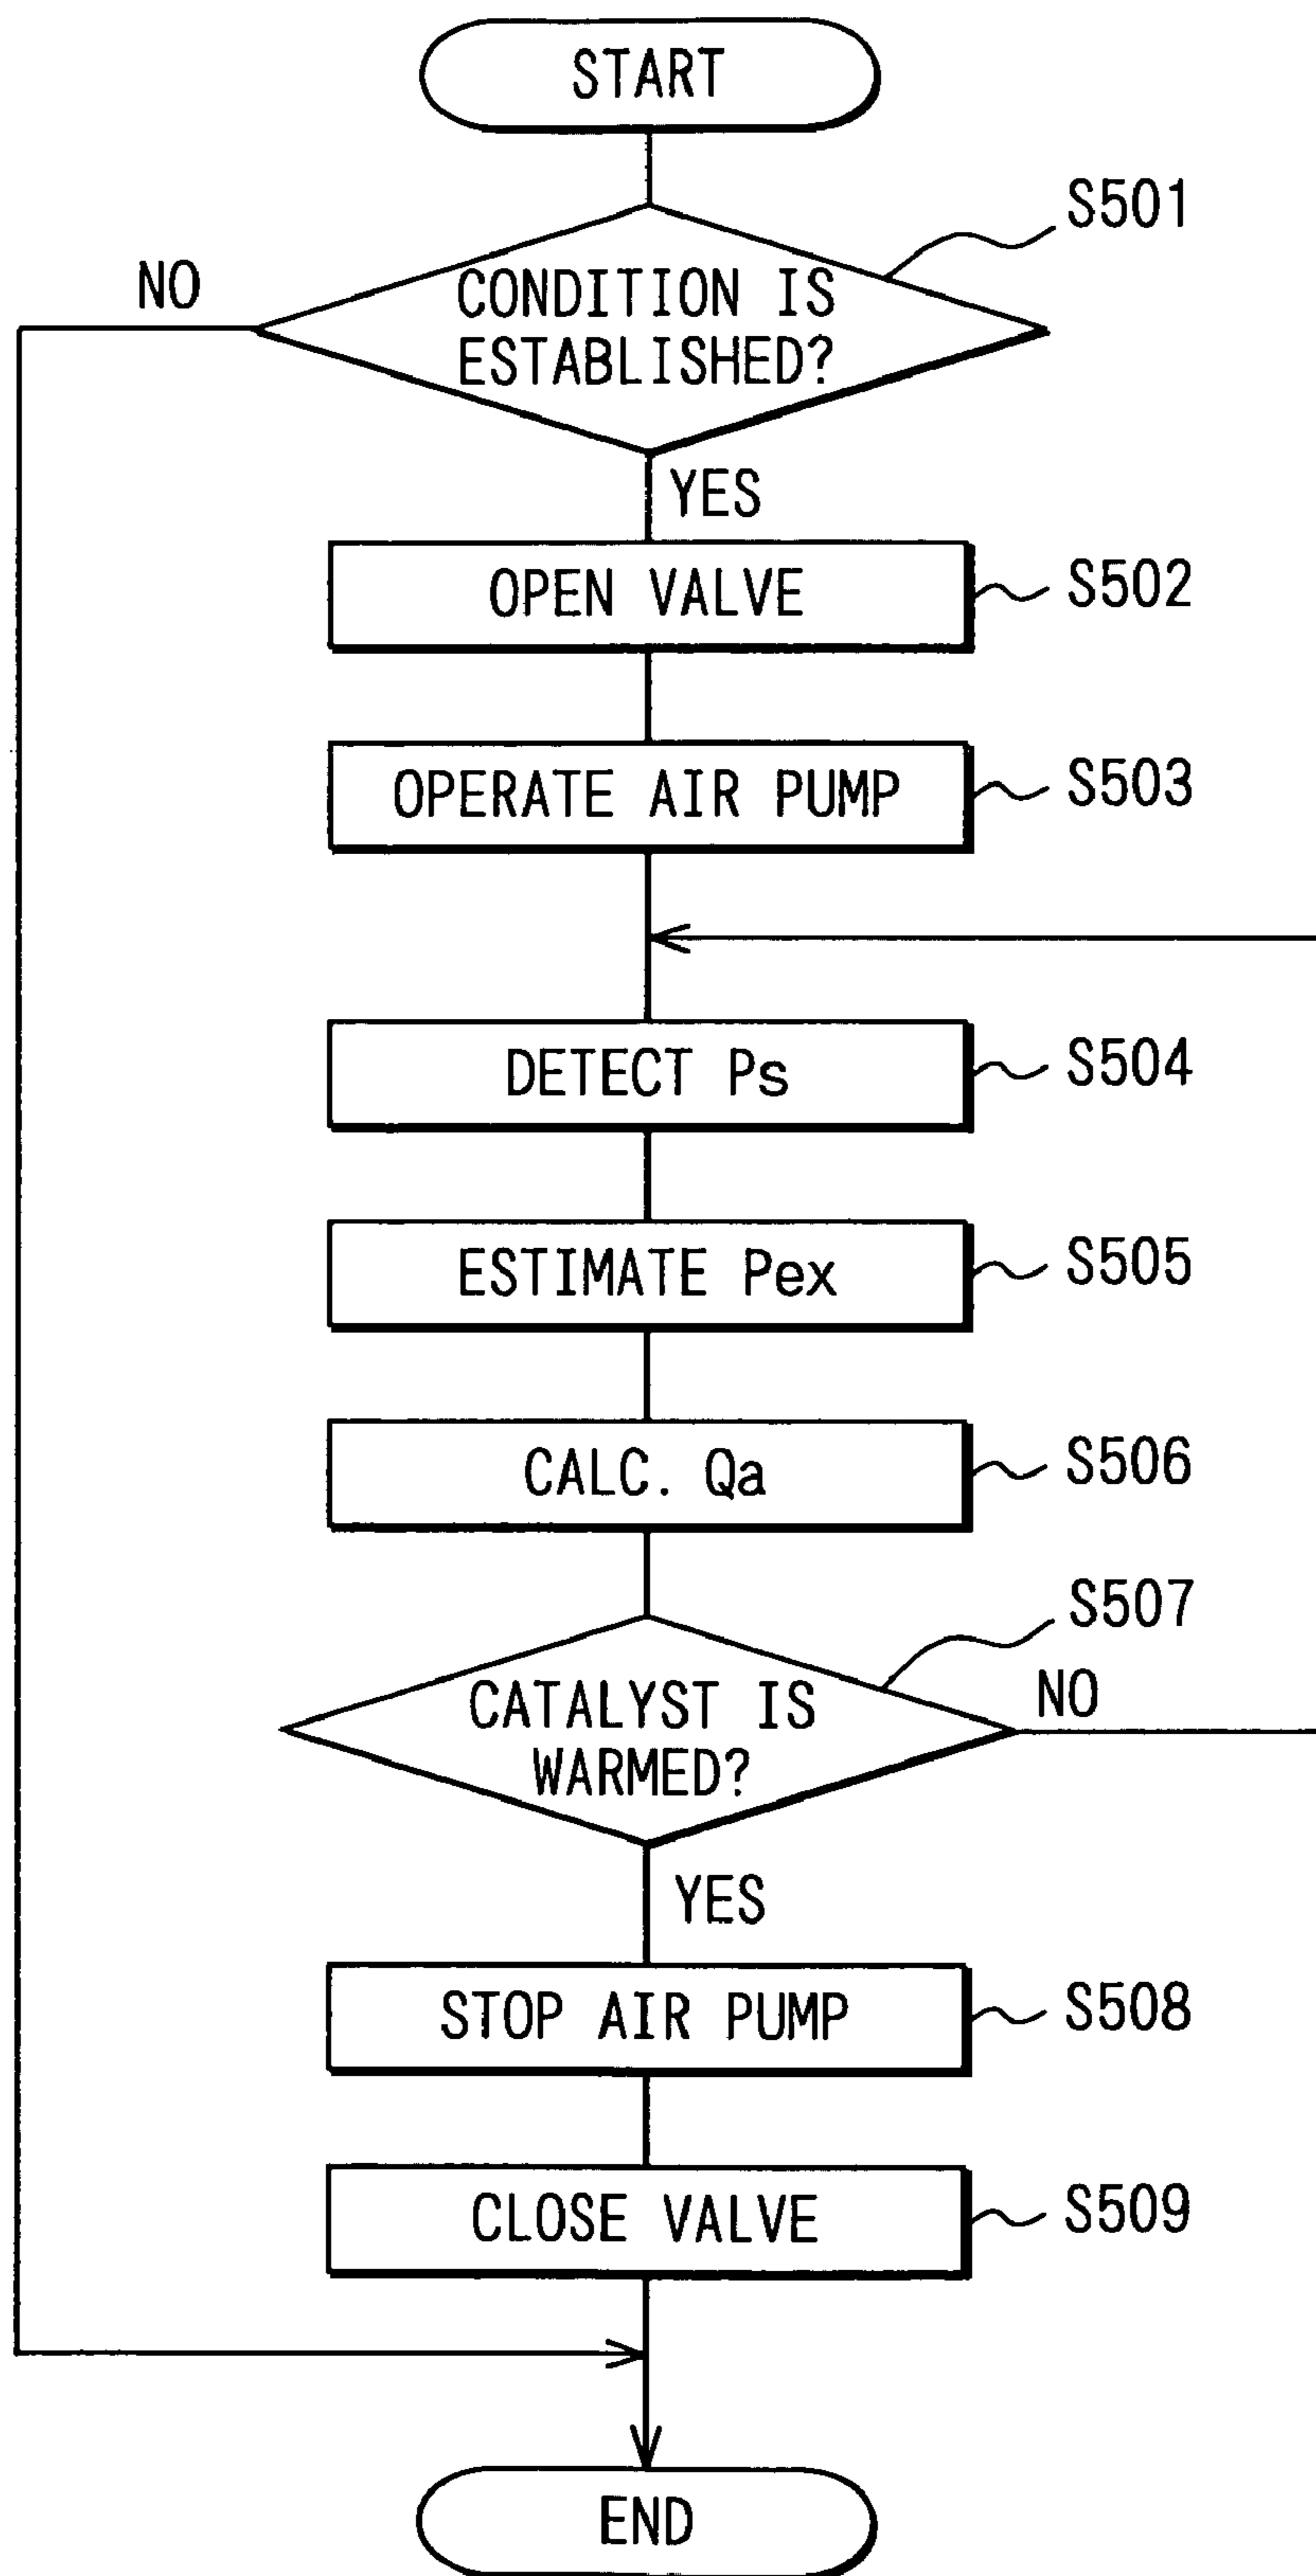 START
S501
NO
CONDITION IS
ESTABLISHED?
YES
OPEN VALVE
S502
OPERATE AIR PUMP
S503
DETECT Ps
S504
ESTIMATE Pex
S505
CALC. Qa
S506
S507
CATALYST IS
WARMED?
NO
YES
STOP AIR PUMP
S508
CLOSE VALVE
S509
END